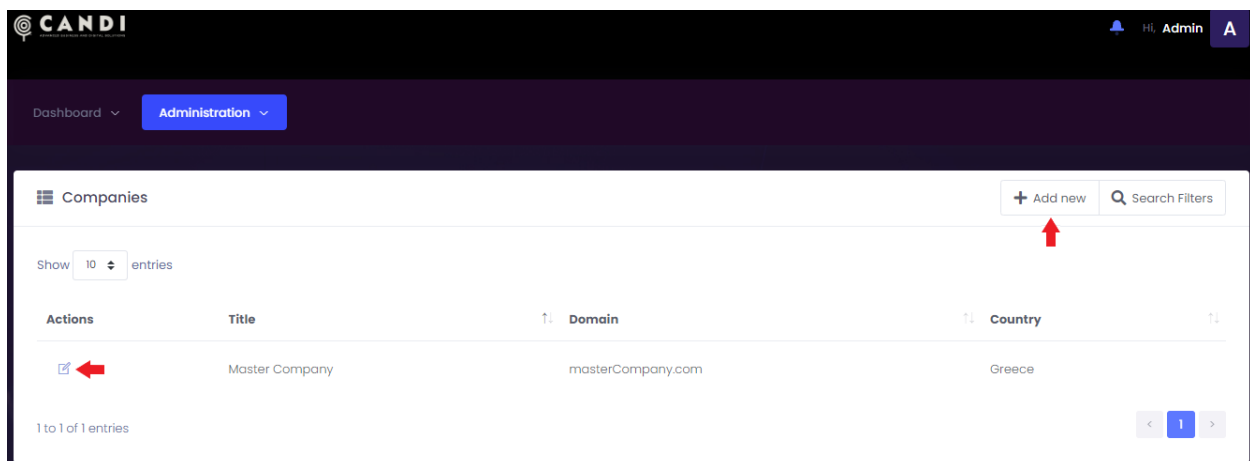 CANDI
Hi, Admin A
Dashboard Administration
Companies
Add new Search Filters
Show 10 entries
Actions Title Domain Country
Master Company masterCompany.com Greece
1 to 1 of 1 entries
< 1 >